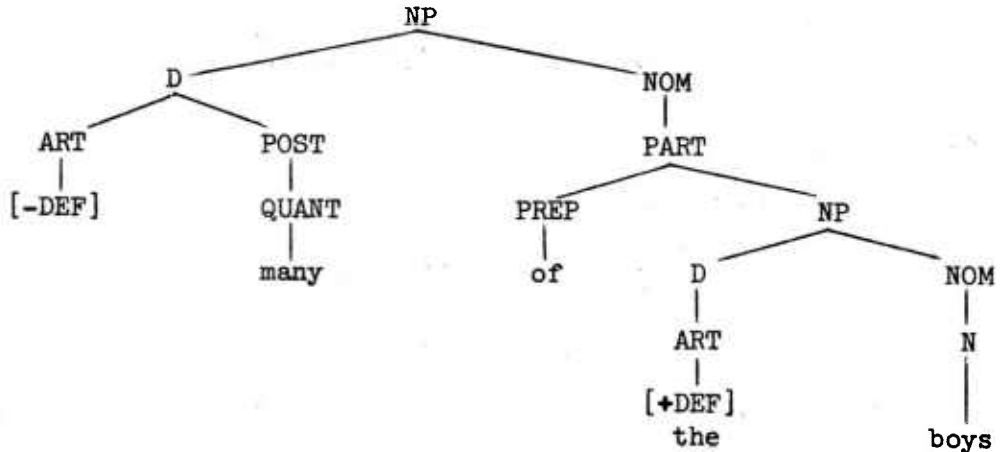 NP
D NOM
ART POST PART
[-DEF] QUANT PREP NP
many of D NOM
ART N
[+DEF]
the boys